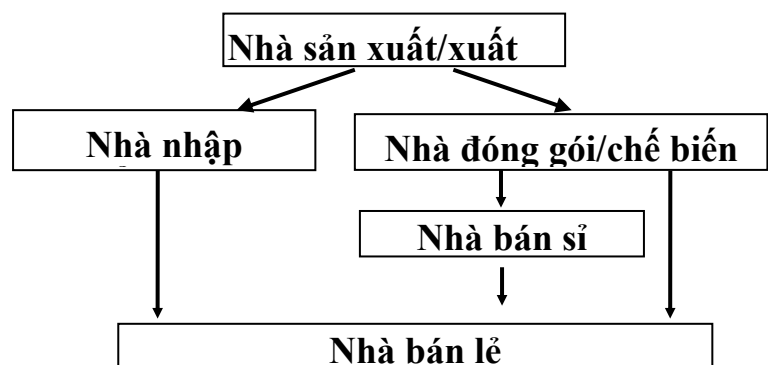 Nhà sản xuất/xuất
Nhà nhập
Nhà đóng gói/chế biến
Nhà bán sỉ
Nhà bán lẻ